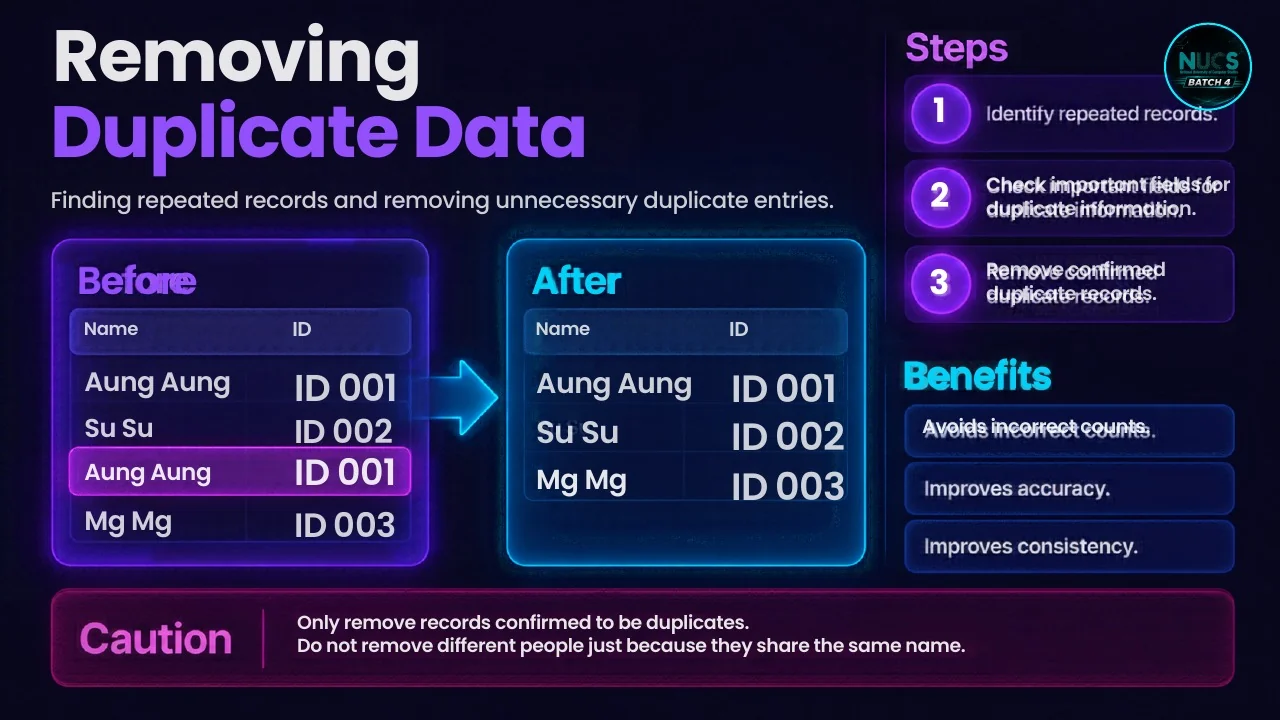 Removing
Duplicate Data
Finding repeated records and removing unnecessary duplicate entries.
Before
Name ID
Aung Aung ID 001
Su Su ID 002
Aung Aung ID 001
Mg Mg ID 003
After
Name ID
Aung Aung ID 001
Su Su ID 002
Mg Mg ID 003
Steps
1 Identify repeated records.
2 Check important fields for
duplicate information.
3 Remove confirmed
duplicate records.
Benefits
Avoids incorrect counts.
Improves accuracy.
Improves consistency.
Caution
Only remove records confirmed to be duplicates.
Do not remove different people just because they share the same name.
NUCS
BATCH 4